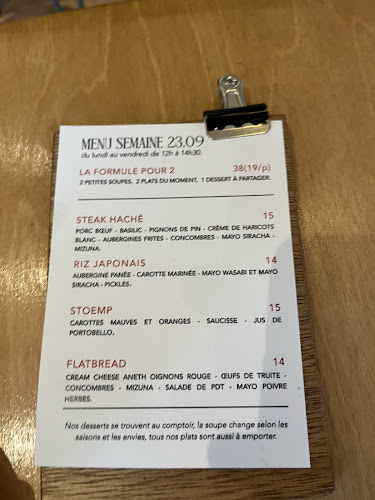 MENU SEMAINE 23.09
du lundi au vendredi de 12h à 14h30.
LA FORMULE POUR 2 38(19/p)
2 PETITES SOUPES, 2 PLATS DU MOMENT, 1 DESSERT À PARTAGER.
STEAK HACHÉ 15
PORC BŒUF - BASILIC - PIGNONS DE PIN - CRÈME DE HARICOTS
BLANC - AUBERGINES FRITES - CONCOMBRES - MAYO SIRACHA -
MIZUNA.
RIZ JAPONAIS 14
AUBERGINE PANÉE - CAROTTE MARINÉE - MAYO WASABI ET MAYO
SIRACHA - PICKLES.
STOEMP 15
CAROTTES MAUVES ET ORANGES - SAUCISSE - JUS DE
PORTOBELLO.
FLATBREAD 14
CREAM CHEESE ANETH OIGNONS ROUGE - ŒUFS DE TRUITE -
CONCOMBRES - MIZUNA - SALADE DE PDT - MAYO POIVRE
HERBES.
Nos desserts se trouvent au comptoir, la soupe change selon les
saisons et les envies, tous nos plats sont aussi à emporter.